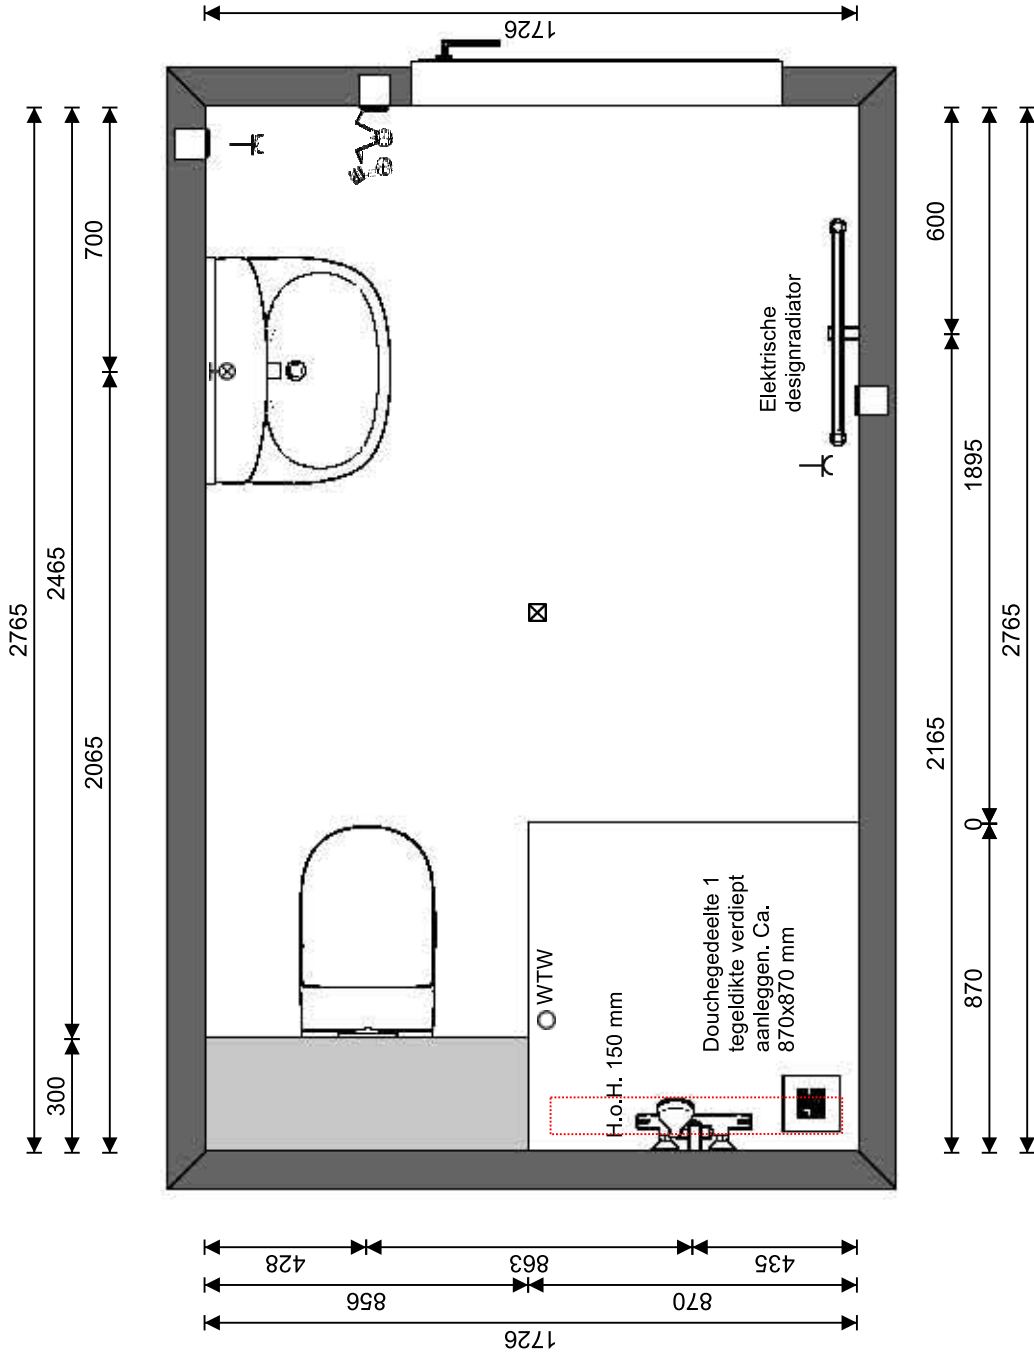 1726
2765
2465
300
700
2065
600
2165
1895
0
870
2765
Elektrische
designradiator
WTW
H.o.H. 150 mm
Douchegedeelte 1
tegeldikte verdiept
aanleggen. Ca.
870x870 mm
428
863
435
856
870
1726